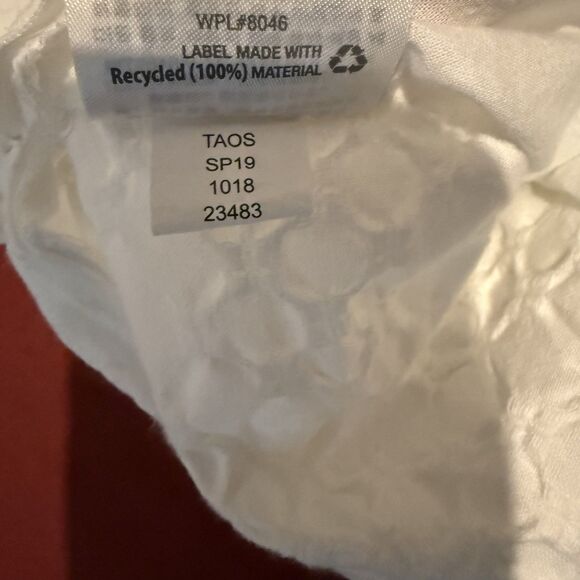 WPL#8046
LABEL MADE WITH
Recycled (100%) MATERIAL
TAOS
SP19
1018
23483